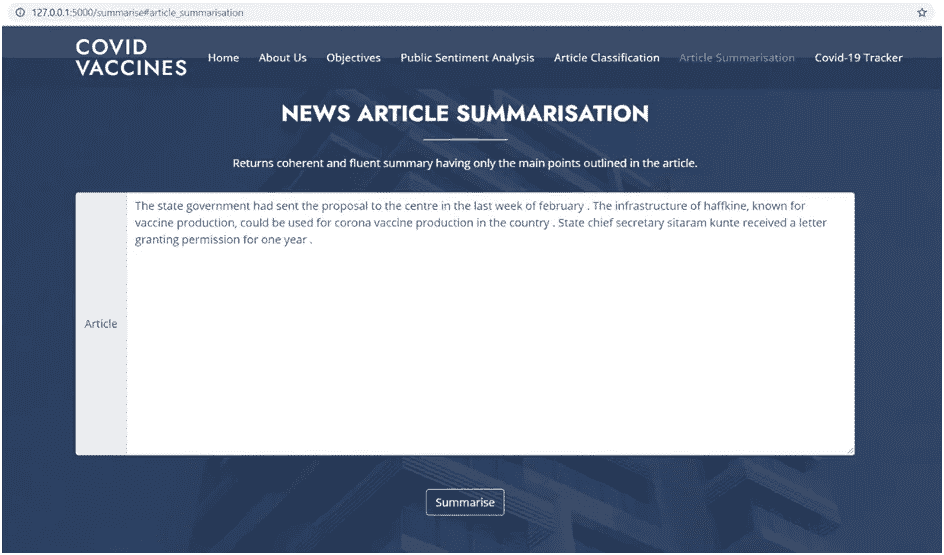 127.0.0.1:5000/summarise#article_summarisation
COVID
VACCINES
Home About Us Objectives Public Sentiment Analysis Article Classification Article Summarisation Covid-19 Tracker
NEWS ARTICLE SUMMARISATION
Returns coherent and fluent summary having only the main points outlined in the article.
Article
The state government had sent the proposal to the centre in the last week of february . The infrastructure of haffkine, known for
vaccine production, could be used for corona vaccine production in the country . State chief secretary sitaram kunte received a letter
granting permission for one year .
Summarise